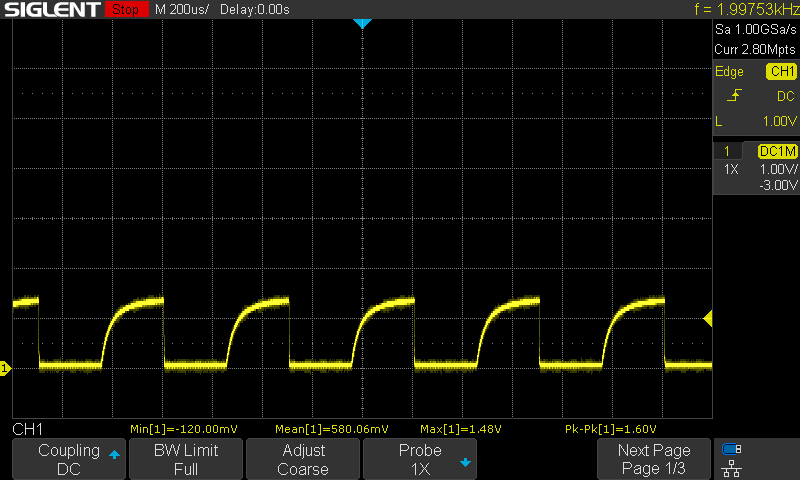 SIGLENT Stop M 200us/ Delay:0.00s f = 1.99753kHz
Sa 1.00GSa/s
Curr 2.80Mpts
Edge CH1
DC
L 1.00V
1 DC1M
1X 1.00V/
-3.00V
1
CH1 Min[1]=-120.00mV Mean[1]=580.06mV Max[1]=1.48V Pk-Pk[1]=1.60V
Coupling BW Limit Adjust Probe Next Page
DC Full Coarse 1X Page 1/3